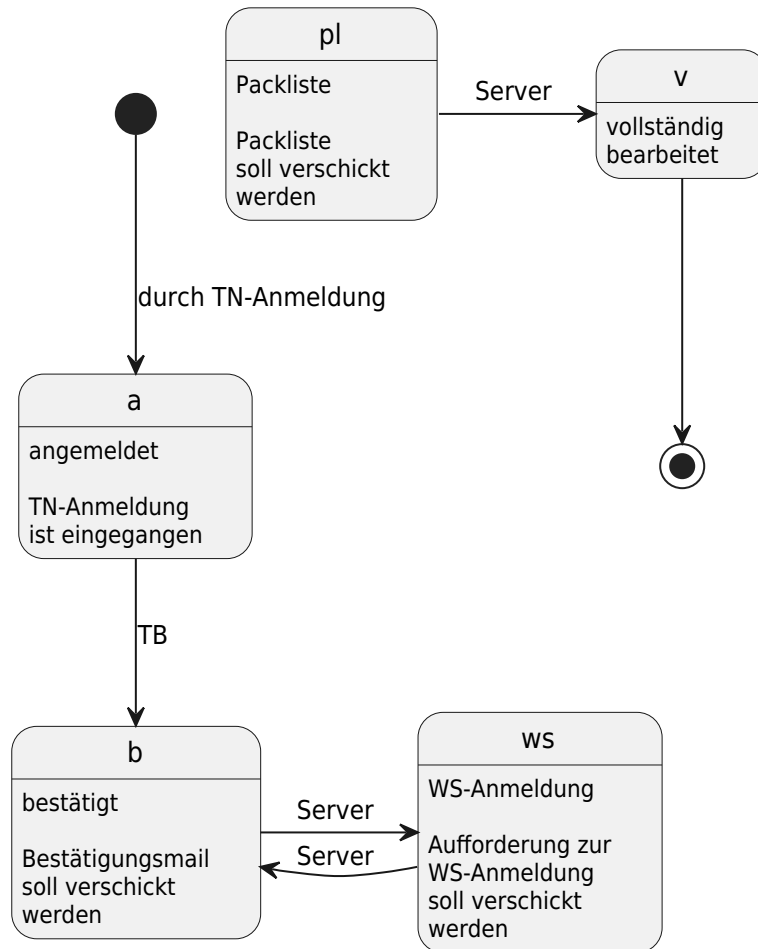 pl
Packliste
Packliste
soll verschickt
werden
Server
v
vollständig
bearbeitet
durch TN-Anmeldung
a
angemeldet
TN-Anmeldung
ist eingegangen
TB
b
bestätigt
Bestätigungsmail
soll verschickt
werden
Server
Server
ws
WS-Anmeldung
Aufforderung zur
WS-Anmeldung
soll verschickt
werden